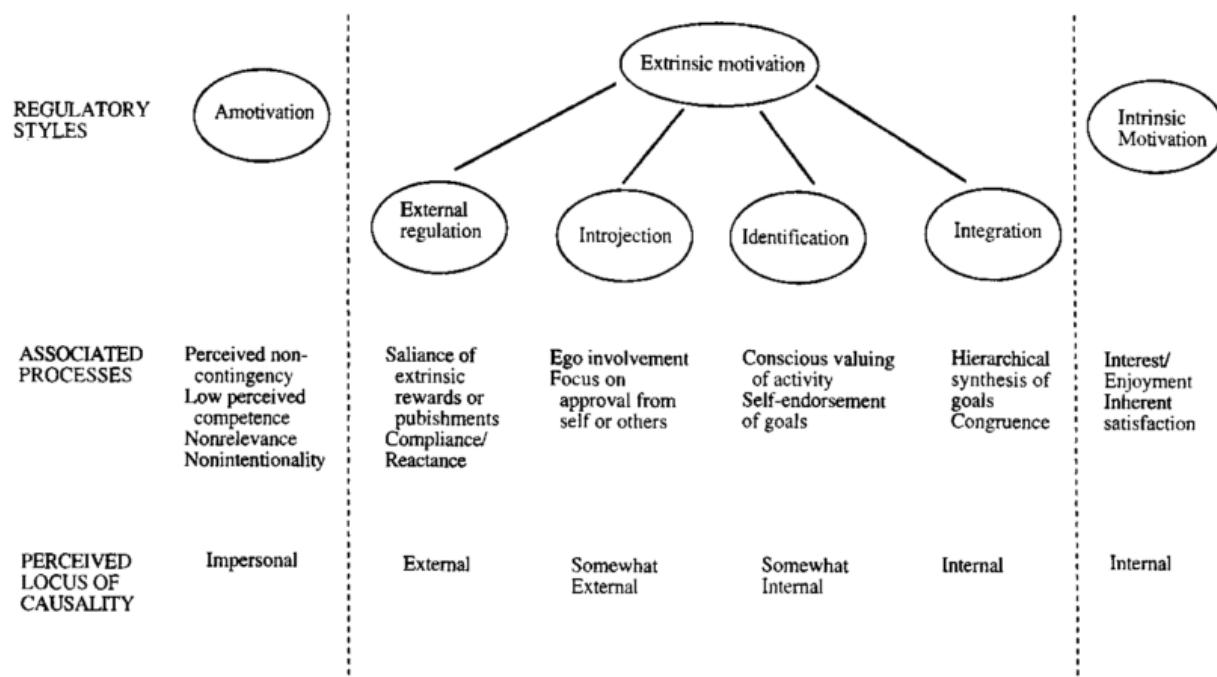 Extrinsic motivation
REGULATORY
STYLES
Amotivation
Intrinsic
Motivation
External
regulation
Introjection
Identification
Integration
ASSOCIATED
PROCESSES
Perceived non-
contingency
Low perceived
competence
Nonrelevance
Nonintentionality
Saliance of
extrinsic
rewards or
pubishments
Compliance/
Reactance
Ego involvement
Focus on
approval from
self or others
Conscious valuing
of activity
Self-endorsement
of goals
Hierarchical
synthesis of
goals
Congruence
Interest/
Enjoyment
Inherent
satisfaction
PERCEIVED
LOCUS OF
CAUSALITY
Impersonal
External
Somewhat
External
Somewhat
Internal
Internal
Internal